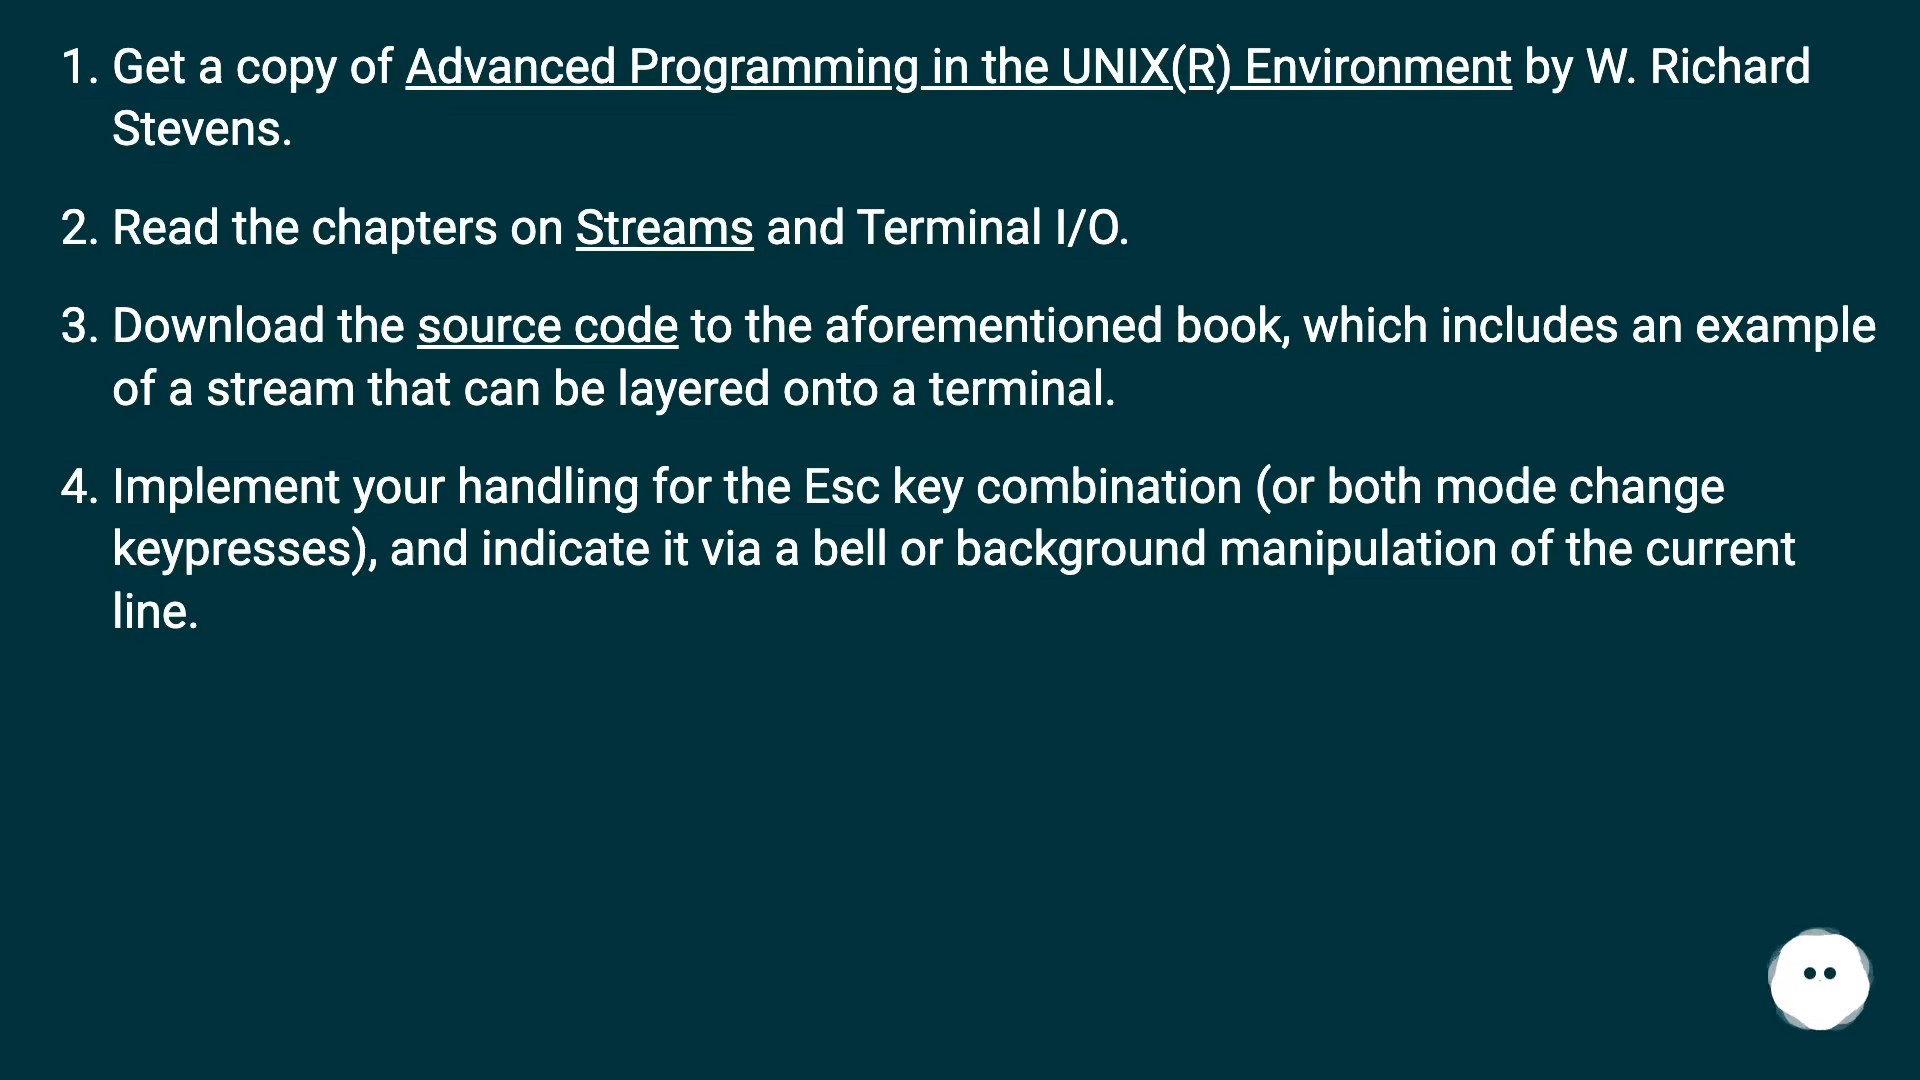 1. Get a copy of Advanced Programming in the UNIX(R) Environment by W. Richard
Stevens.
2. Read the chapters on Streams and Terminal I/O.
3. Download the source code to the aforementioned book, which includes an example
of a stream that can be layered onto a terminal.
4. Implement your handling for the Esc key combination (or both mode change
keypresses), and indicate it via a bell or background manipulation of the current
line.